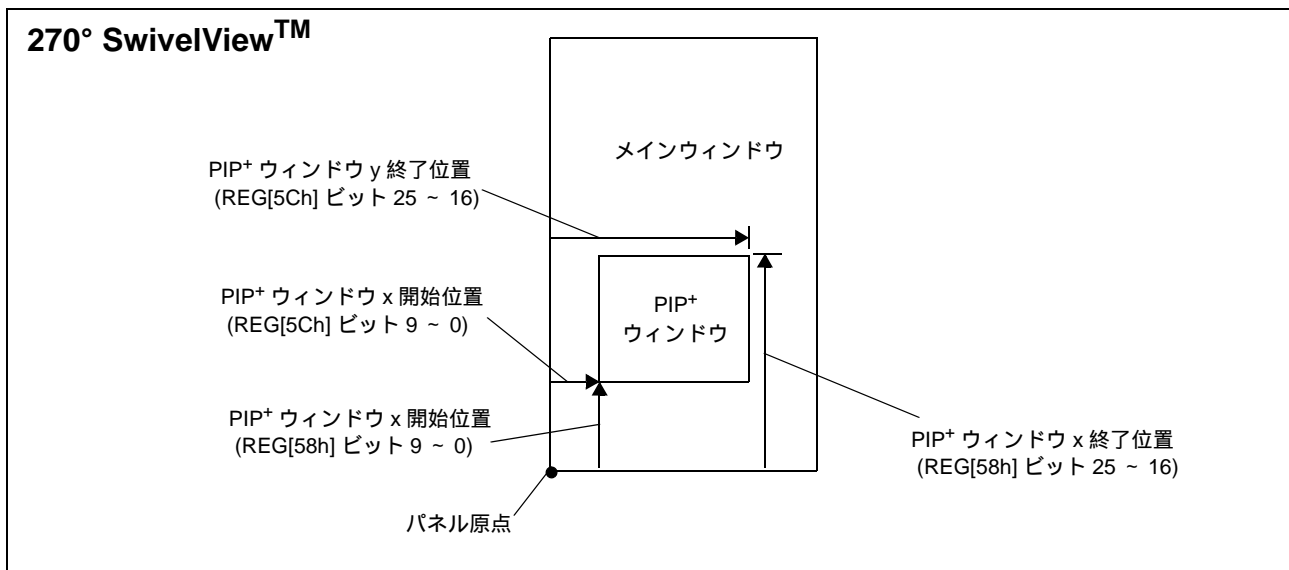 270° SwivelView™
メインウィンドウ
PIP+ ウィンドウ y 終了位置
(REG[5Ch] ビット 25 ~ 16)
PIP+ ウィンドウ x 開始位置
(REG[5Ch] ビット 9 ~ 0)
PIP+
ウィンドウ
PIP+ ウィンドウ x 開始位置
(REG[58h] ビット 9 ~ 0)
PIP+ ウィンドウ x 終了位置
(REG[58h] ビット 25 ~ 16)
パネル原点